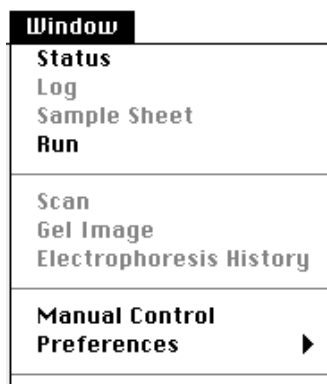 Window
Status
Log
Sample Sheet
Run
Scan
Gel Image
Electrophoresis History
Manual Control
Preferences